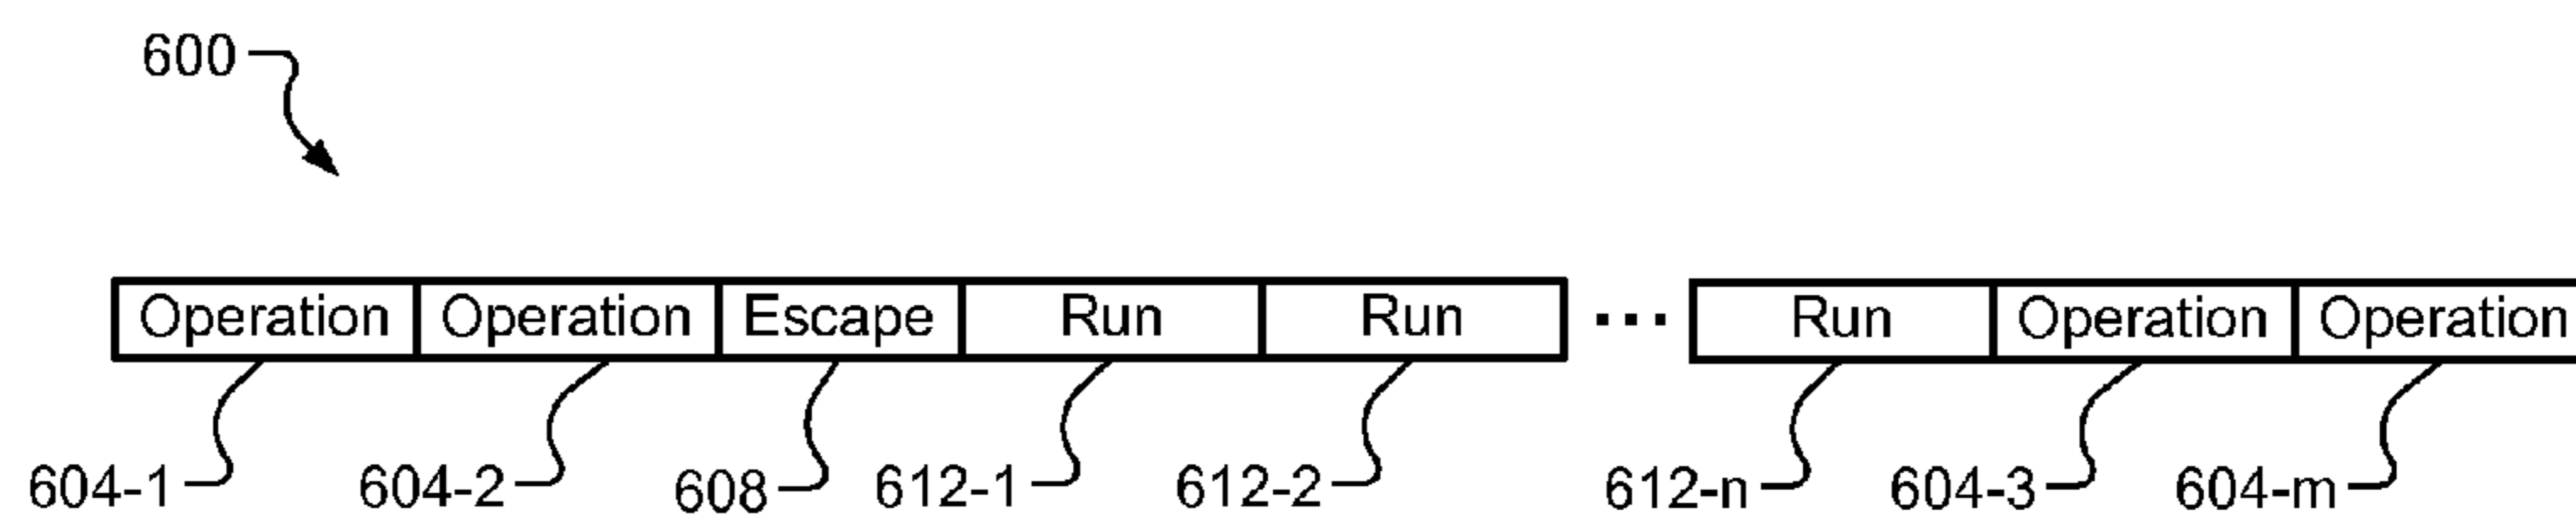 600
Operation Operation Escape Run Run ... Run Operation Operation
604-1 604-2 608 612-1 612-2 612-n 604-3 604-m